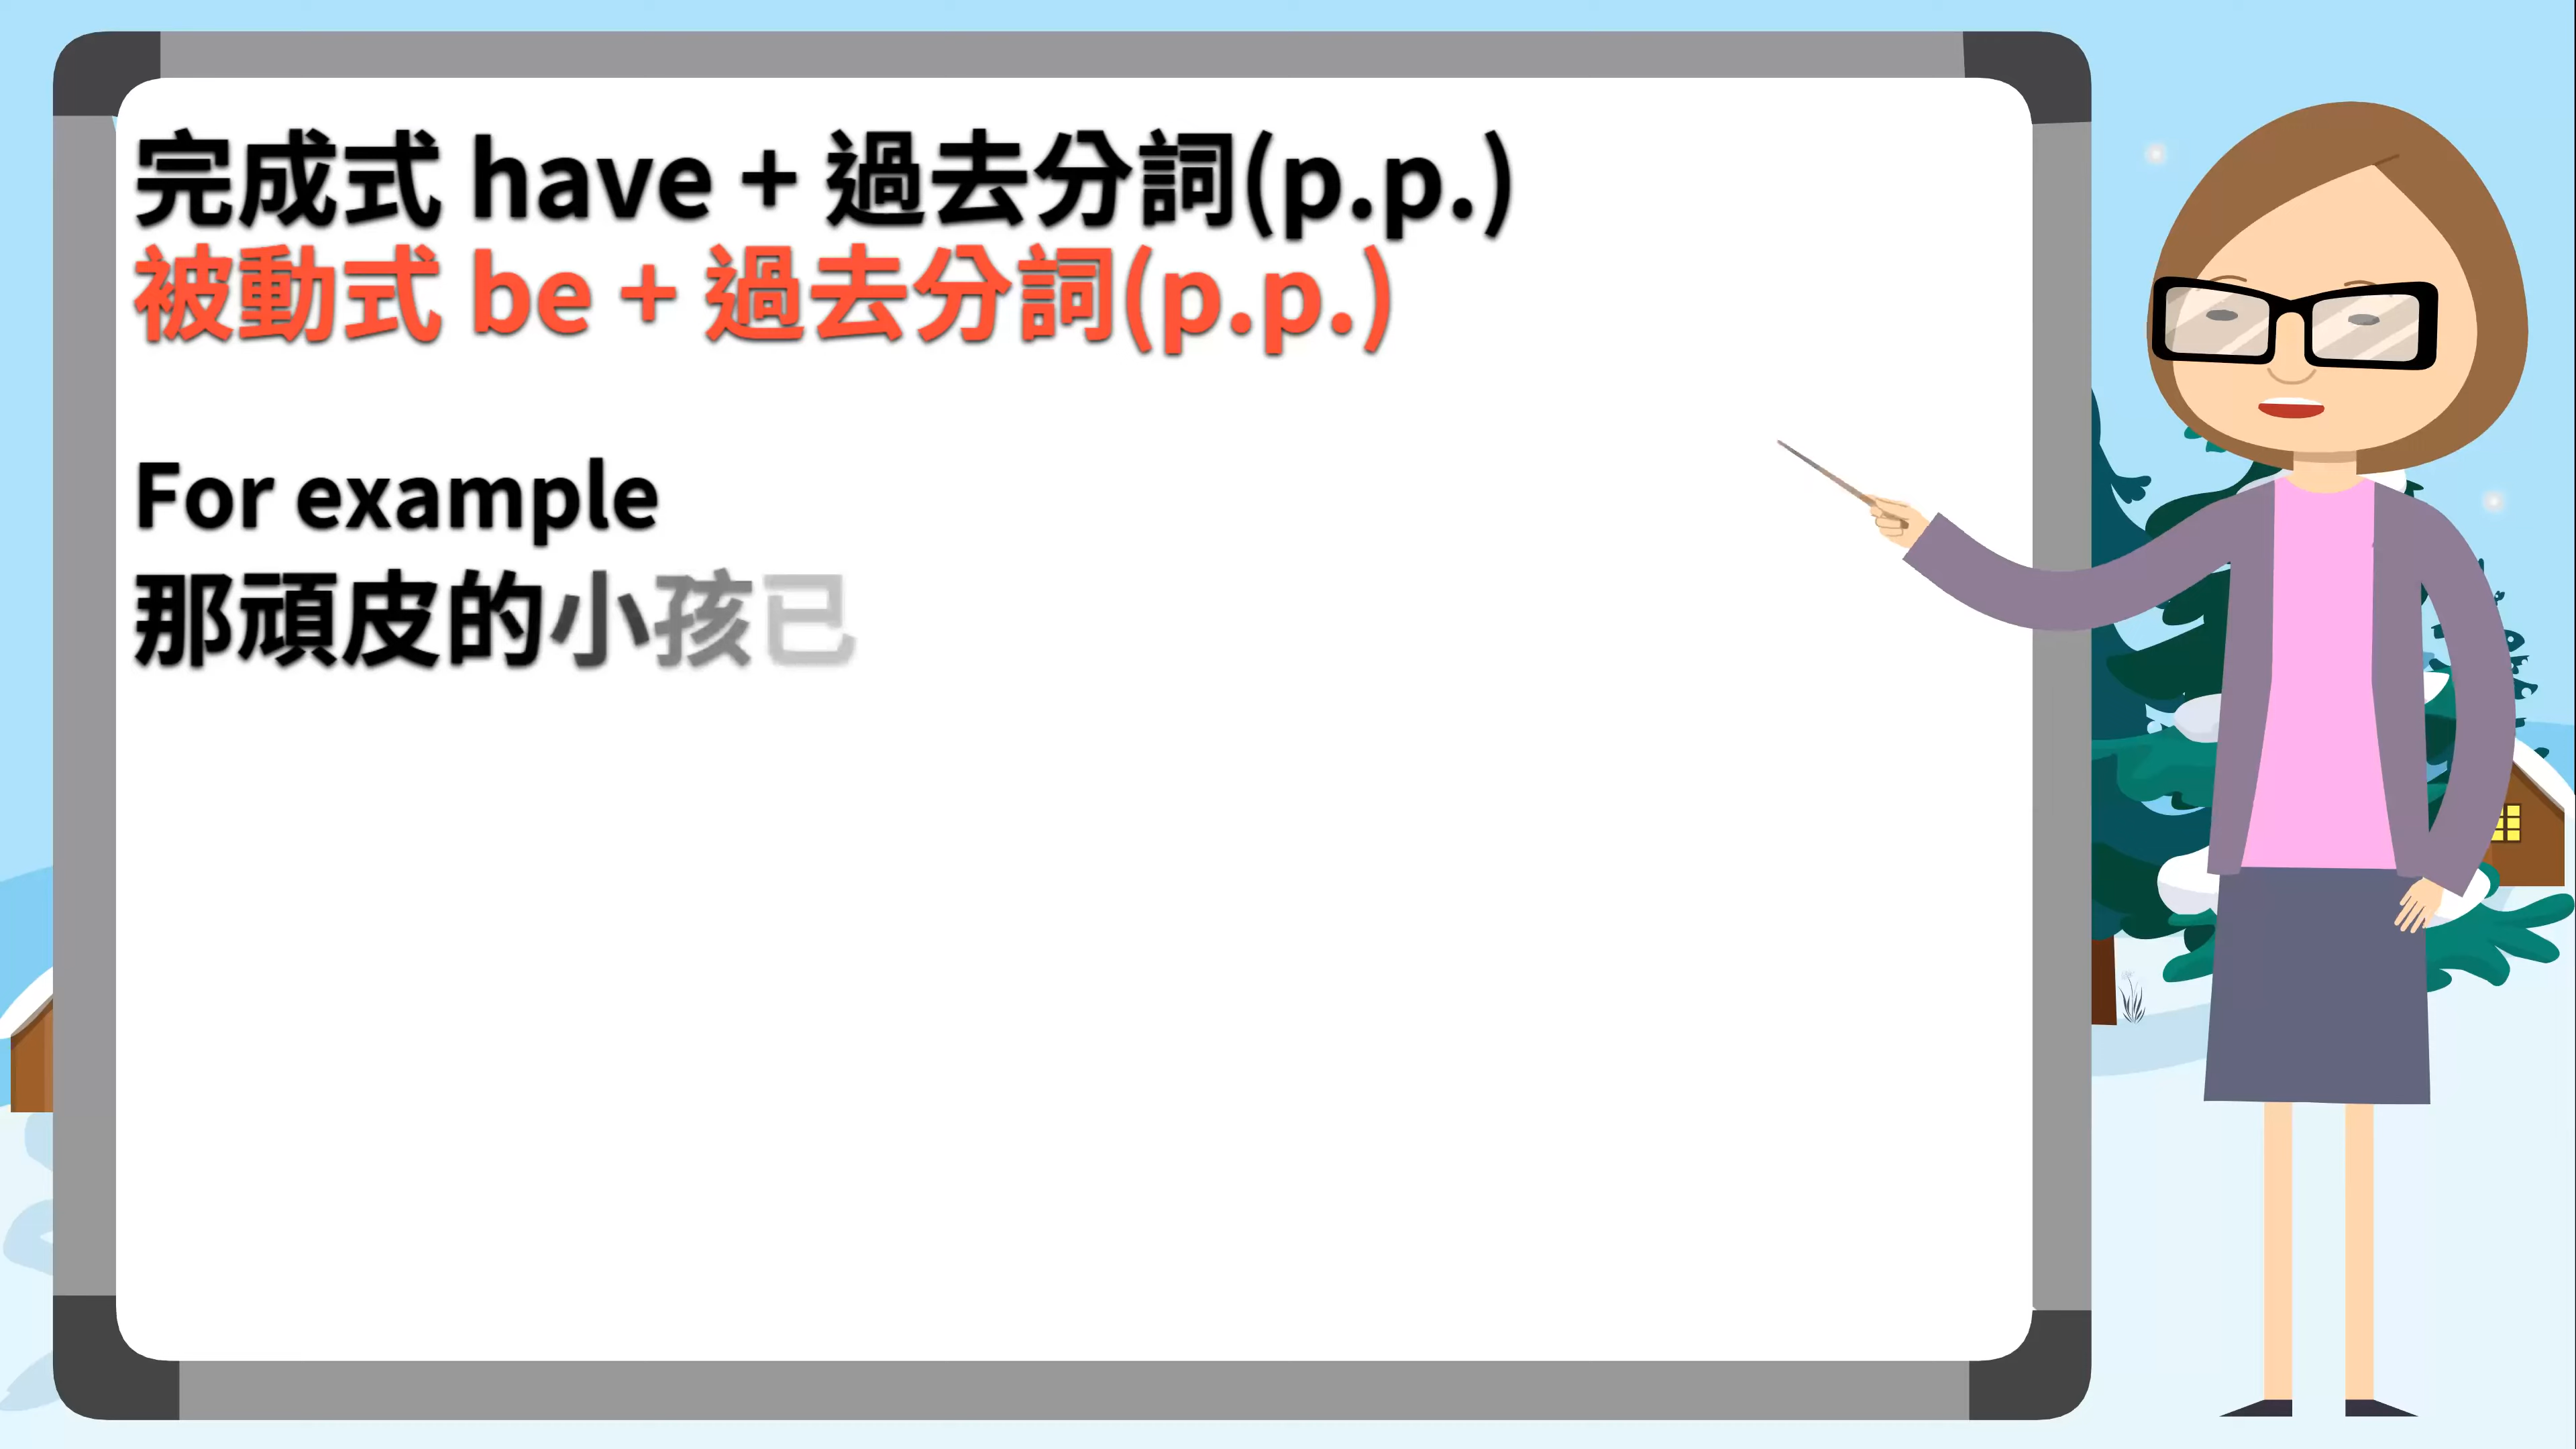 完成式 have + 過去分詞(p.p.)
被動式 be + 過去分詞(p.p.)
For example
那頑皮的小孩已